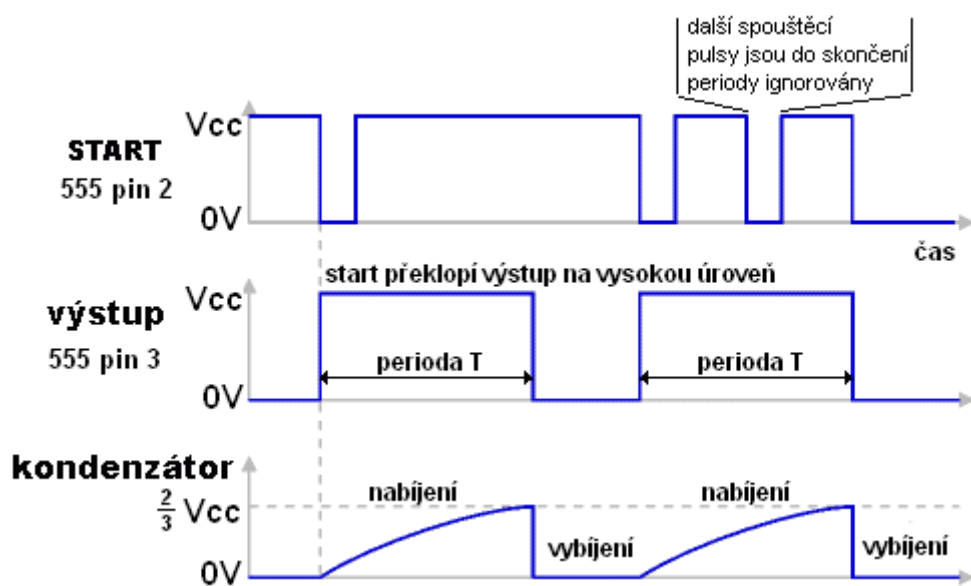 další spouštěcí
pulsy jsou do skončení
periody ignorovány
Vcc
START
555 pin 2
0V
čas
start překlopí výstup na vysokou úroveň
Vcc
výstup
555 pin 3
perioda T
perioda T
0V
kondenzátor
nabíjení
nabíjení
2/3 Vcc
vybíjení
vybíjení
0V